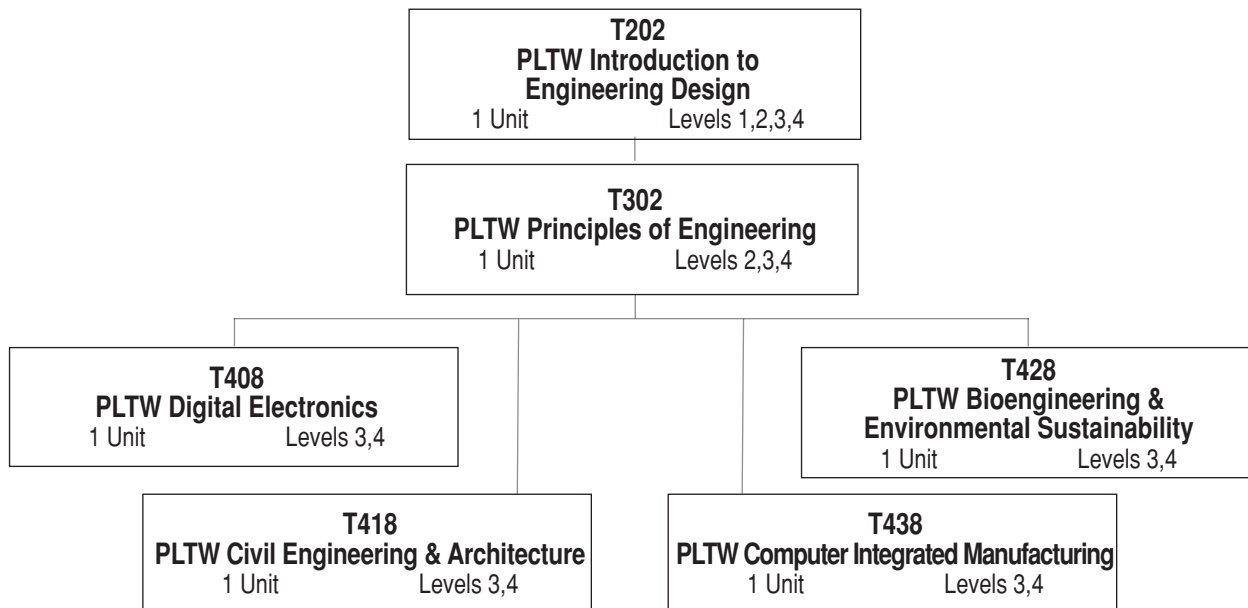 T202
PLTW Introduction to
Engineering Design
1 Unit Levels 1,2,3,4
T302
PLTW Principles of Engineering
1 Unit Levels 2,3,4
T408
PLTW Digital Electronics
1 Unit Levels 3,4
T428
PLTW Bioengineering &
Environmental Sustainability
1 Unit Levels 3,4
T418
PLTW Civil Engineering & Architecture
1 Unit Levels 3,4
T438
PLTW Computer Integrated Manufacturing
1 Unit Levels 3,4